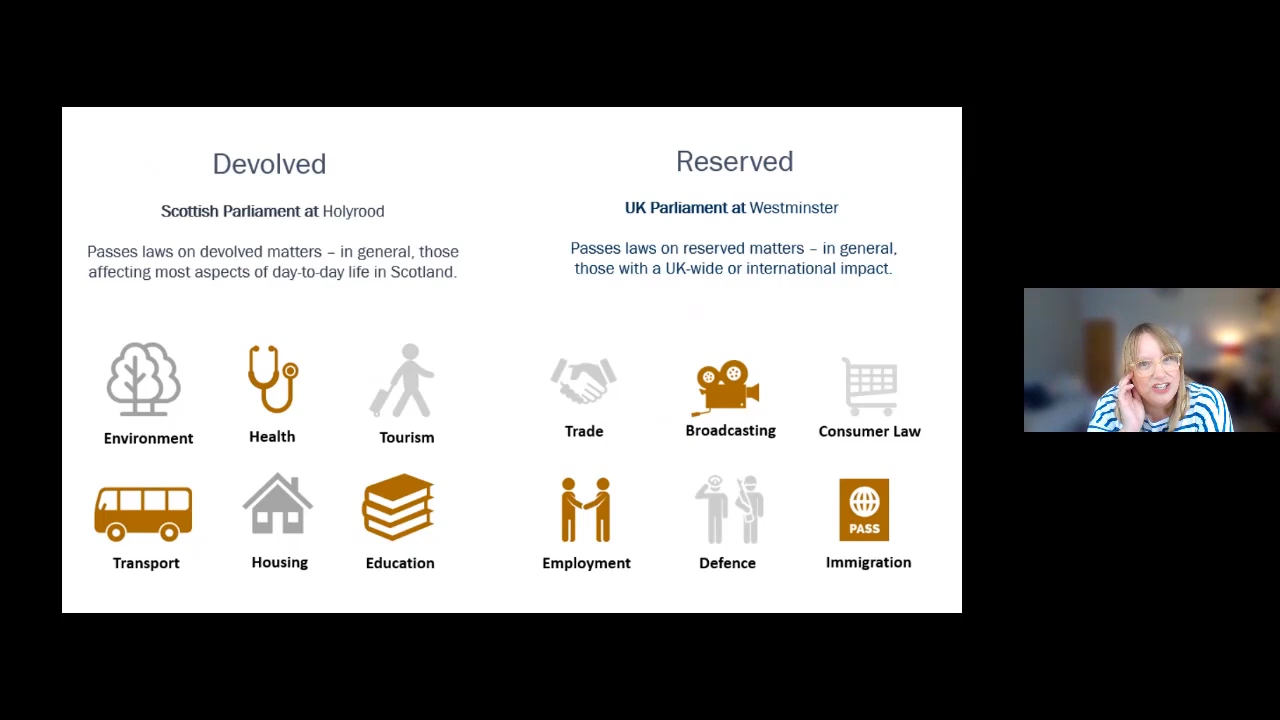 Devolved
Scottish Parliament at Holyrood
Passes laws on devolved matters – in general, those
affecting most aspects of day-to-day life in Scotland.
Environment
Health
Tourism
Transport
Housing
Education
Reserved
UK Parliament at Westminster
Passes laws on reserved matters – in general,
those with a UK-wide or international impact.
Trade
Broadcasting
Consumer Law
Employment
Defence
PASS
Immigration